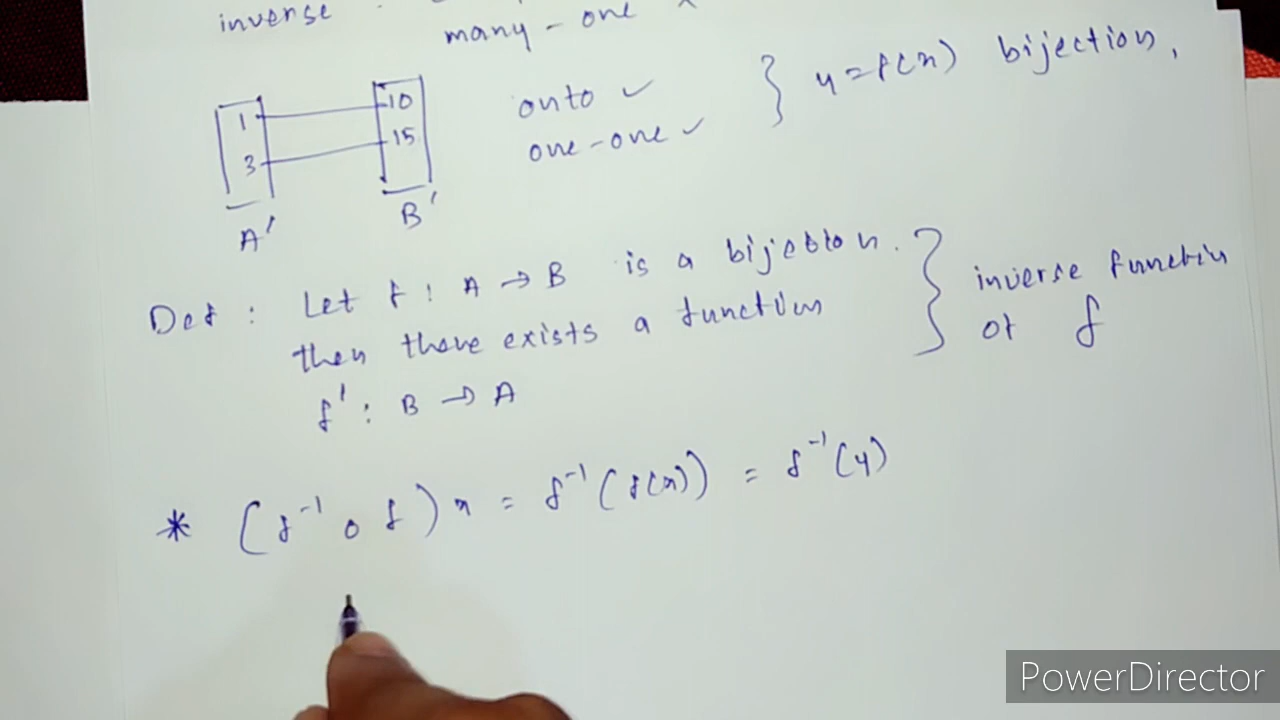 inverse
many - one ×
1 10 onto ✓ } y = f(x) bijection,
3 15 one - one ✓
A' B'
Def : Let f : A → B is a bijection. } inverse function
then there exists a function of f
f' : B → A
* (f⁻¹ o f) x = f⁻¹ (f(x)) = f⁻¹ (y)
PowerDirector